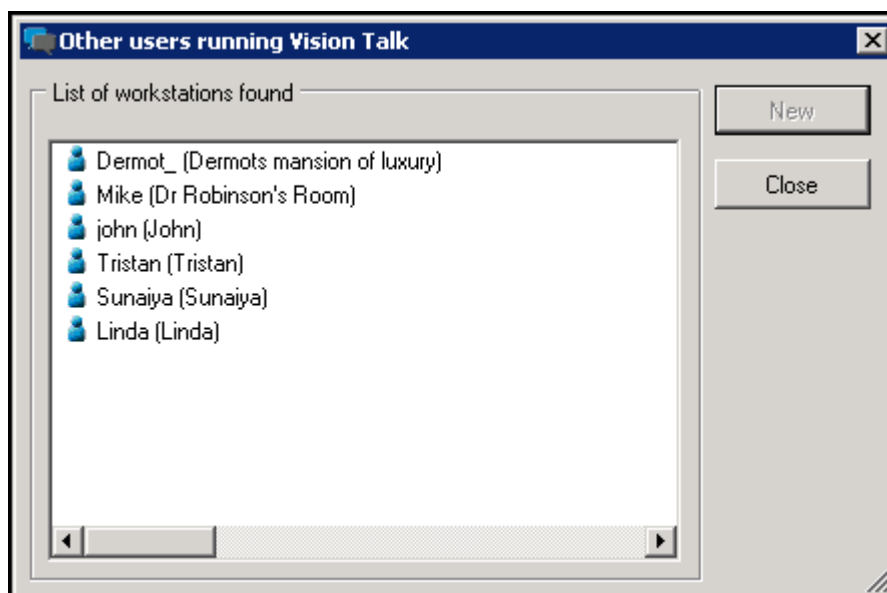 Other users running Vision Talk
List of workstations found
New
Dermot_ (Dermots mansion of luxury)
Mike (Dr Robinson's Room)
Close
john (John)
Tristan (Tristan)
Sunaiya (Sunaiya)
Linda (Linda)